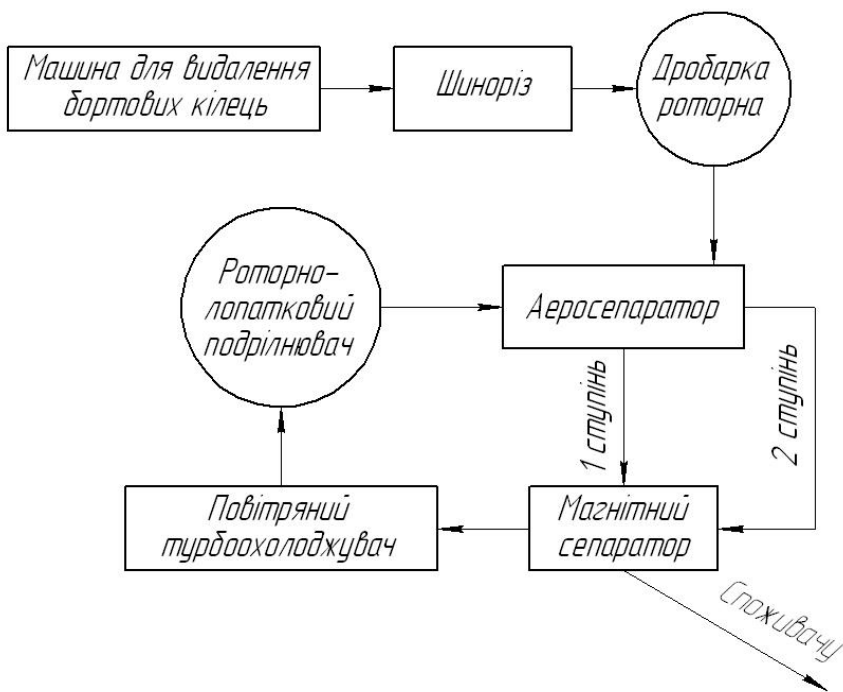 Машина для видалення
бортових кілець
Шиноріз
Дробарка
роторна
Роторно-
лопатковий
подрілнювач
Аеросепаратор
1 ступінь
2 ступінь
Повітряний
турбоохолоджувач
Магнітний
сепаратор
Споживачу